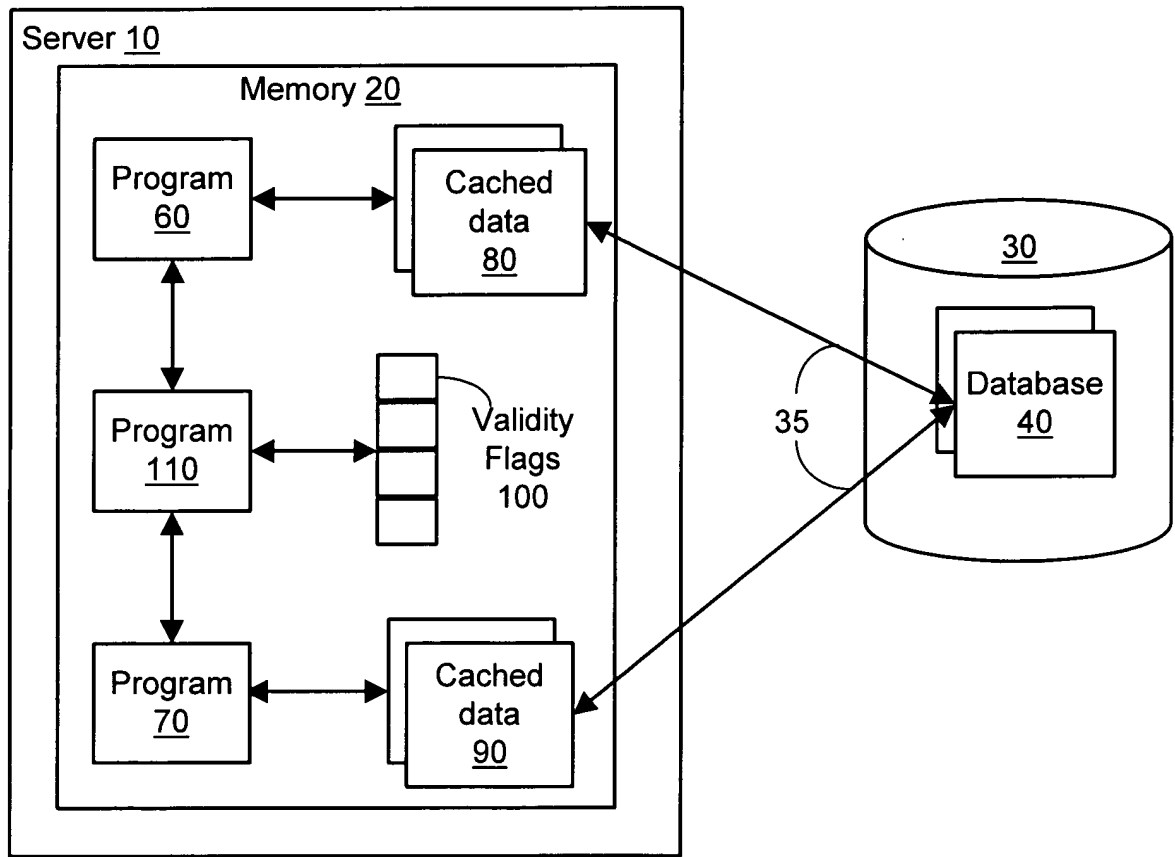 Server 10
Memory 20
Program
60
Cached
data
80
30
Database
40
35
Program
110
Validity
Flags
100
Program
70
Cached
data
90